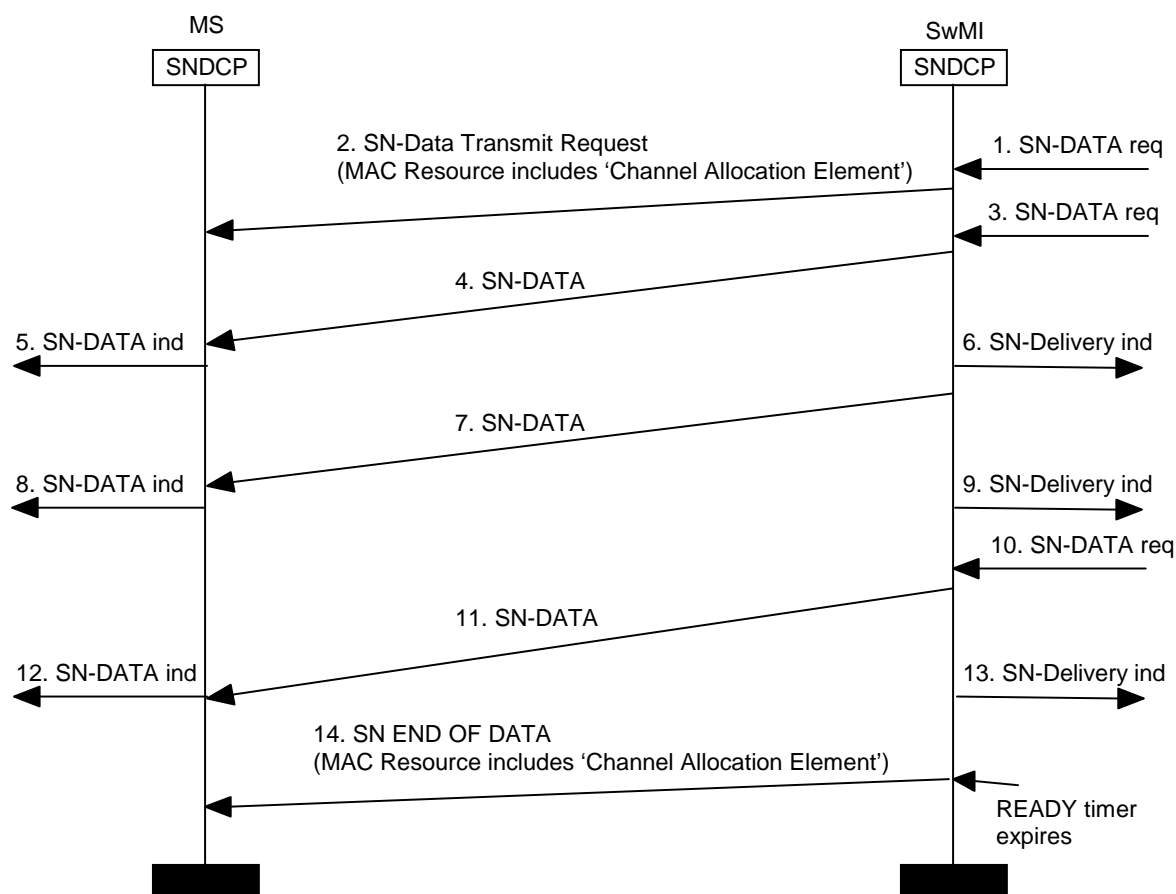 MS
SwMI
SNDCP
SNDCP
2. SN-Data Transmit Request
(MAC Resource includes ‘Channel Allocation Element’)
1. SN-DATA req
3. SN-DATA req
4. SN-DATA
5. SN-DATA ind
6. SN-Delivery ind
7. SN-DATA
8. SN-DATA ind
9. SN-Delivery ind
10. SN-DATA req
11. SN-DATA
12. SN-DATA ind
13. SN-Delivery ind
14. SN END OF DATA
(MAC Resource includes ‘Channel Allocation Element’)
READY timer
expires